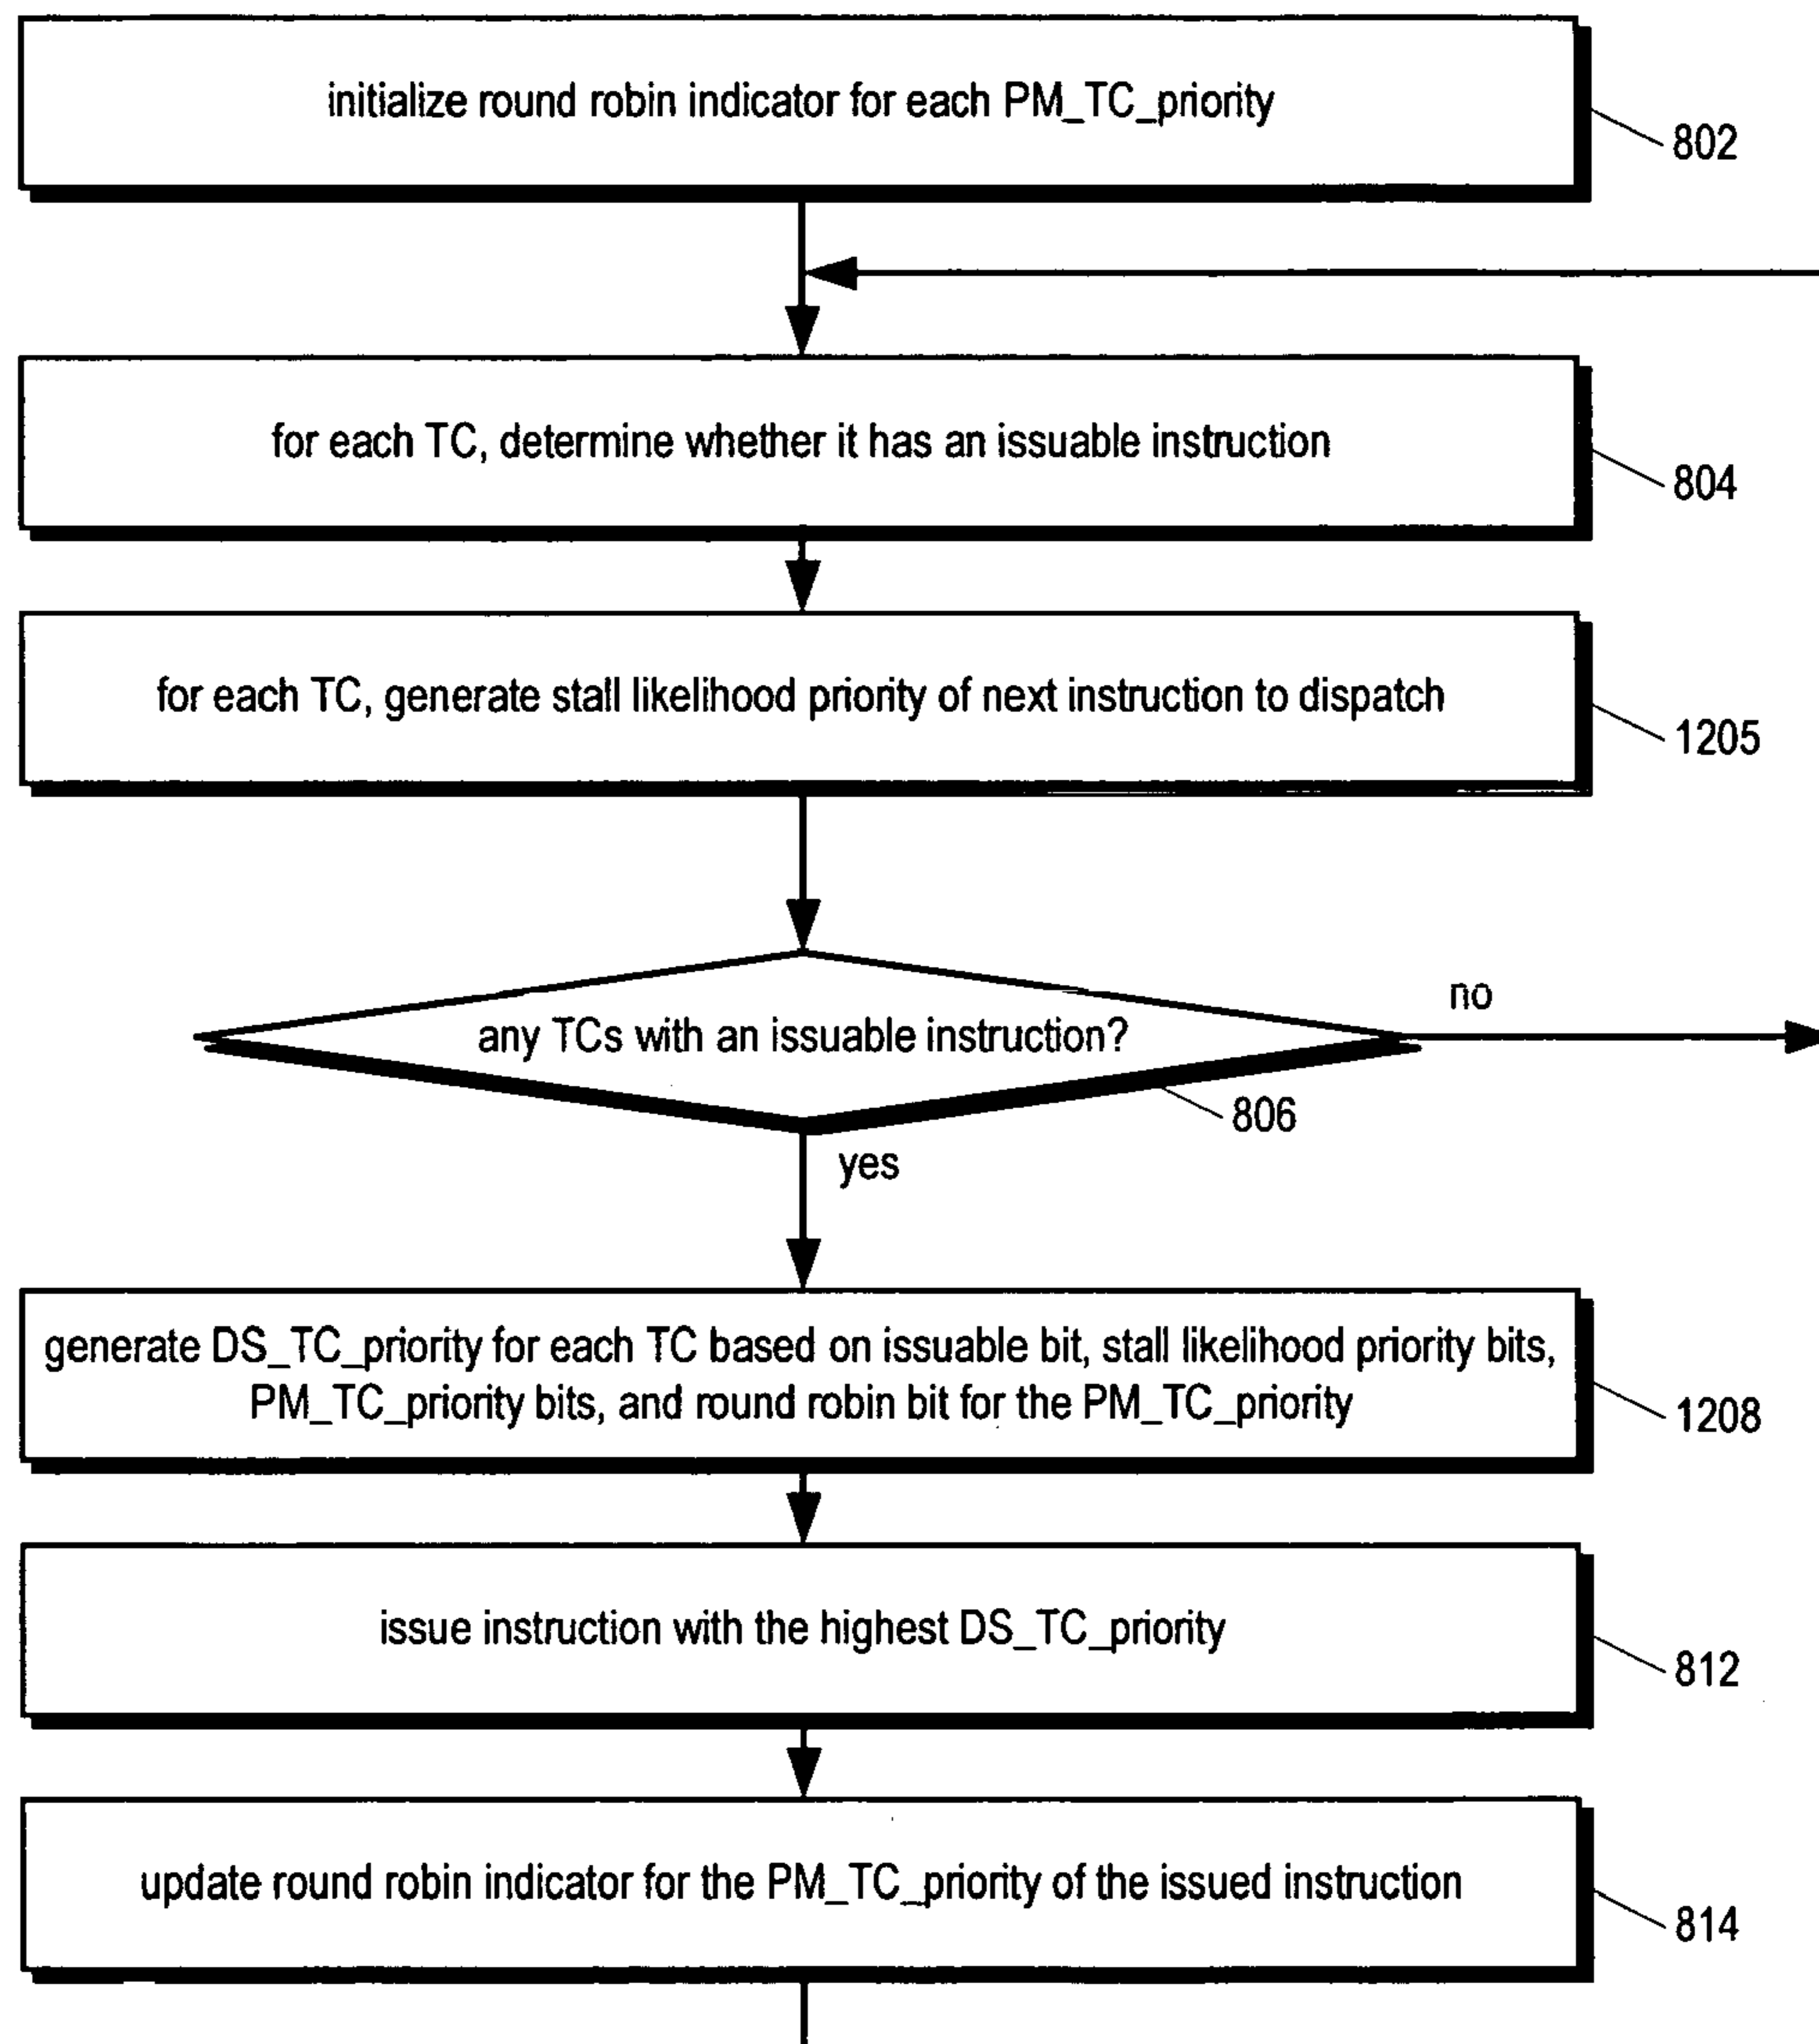 initialize round robin indicator for each PM_TC_priority
802
for each TC, determine whether it has an issuable instruction
804
for each TC, generate stall likelihood priority of next instruction to dispatch
1205
any TCs with an issuable instruction?
no
806
yes
generate DS_TC_priority for each TC based on issuable bit, stall likelihood priority bits,
PM_TC_priority bits, and round robin bit for the PM_TC_priority
1208
issue instruction with the highest DS_TC_priority
812
update round robin indicator for the PM_TC_priority of the issued instruction
814